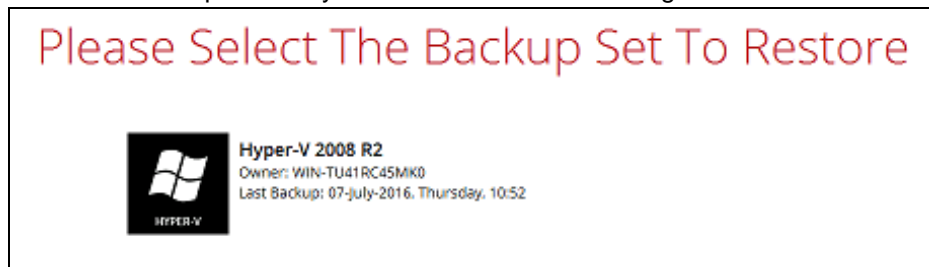 Please Select The Backup Set To Restore
Hyper-V 2008 R2
Owner: WIN-TU41RC45MK0
Last Backup: 07-July-2016, Thursday, 10:52
HYPER-V